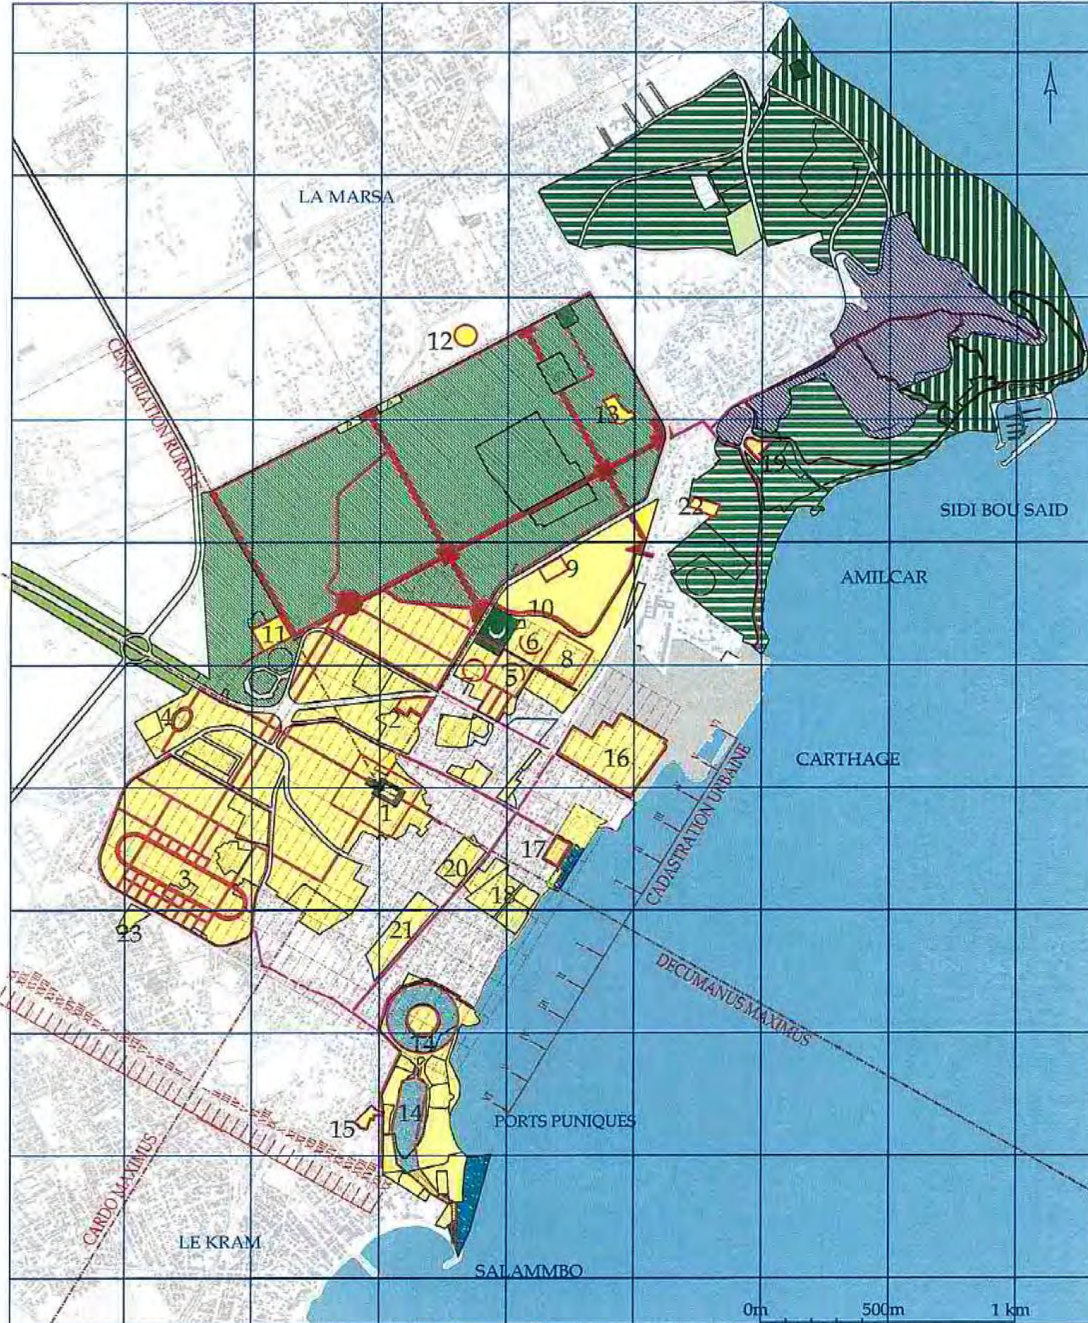 LA MARSA
CENTURIATION RURALE
12
13
19
22
SIDI BOU SAID
AMILCAR
9
10
11
6
8
5
4
2
16
CARTHAGE
1
CADASTRATION URBAINE
17
20
3
18
23
21
DECUMANUS MAXIMUS
14
14
15
PORTS PUNIQUES
CARDO MAXIMUS
LE KRAM
SALAMMBO
0m 500m 1 km